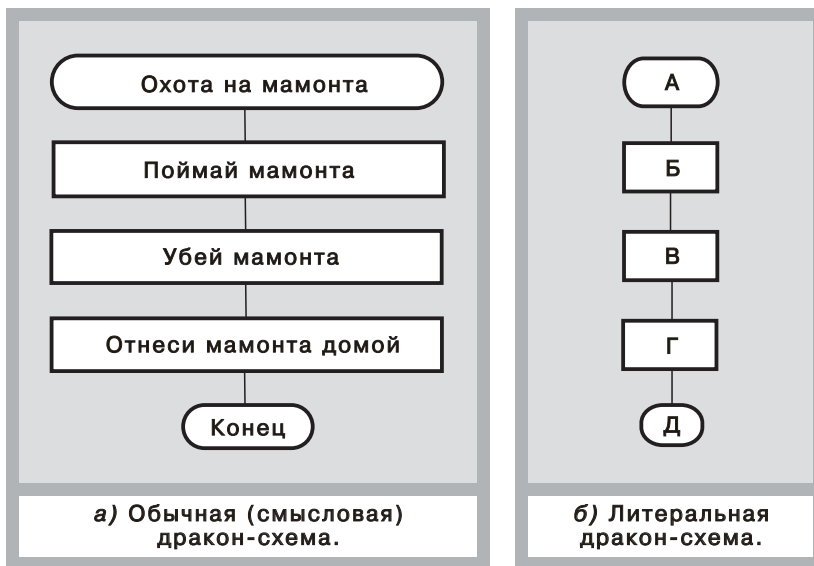 Охота на мамонта
Поймай мамонта
Убей мамонта
Отнеси мамонта домой
Конец
а) Обычная (смысловая)
дракон-схема.
А
Б
В
Г
Д
б) Литеральная
дракон-схема.